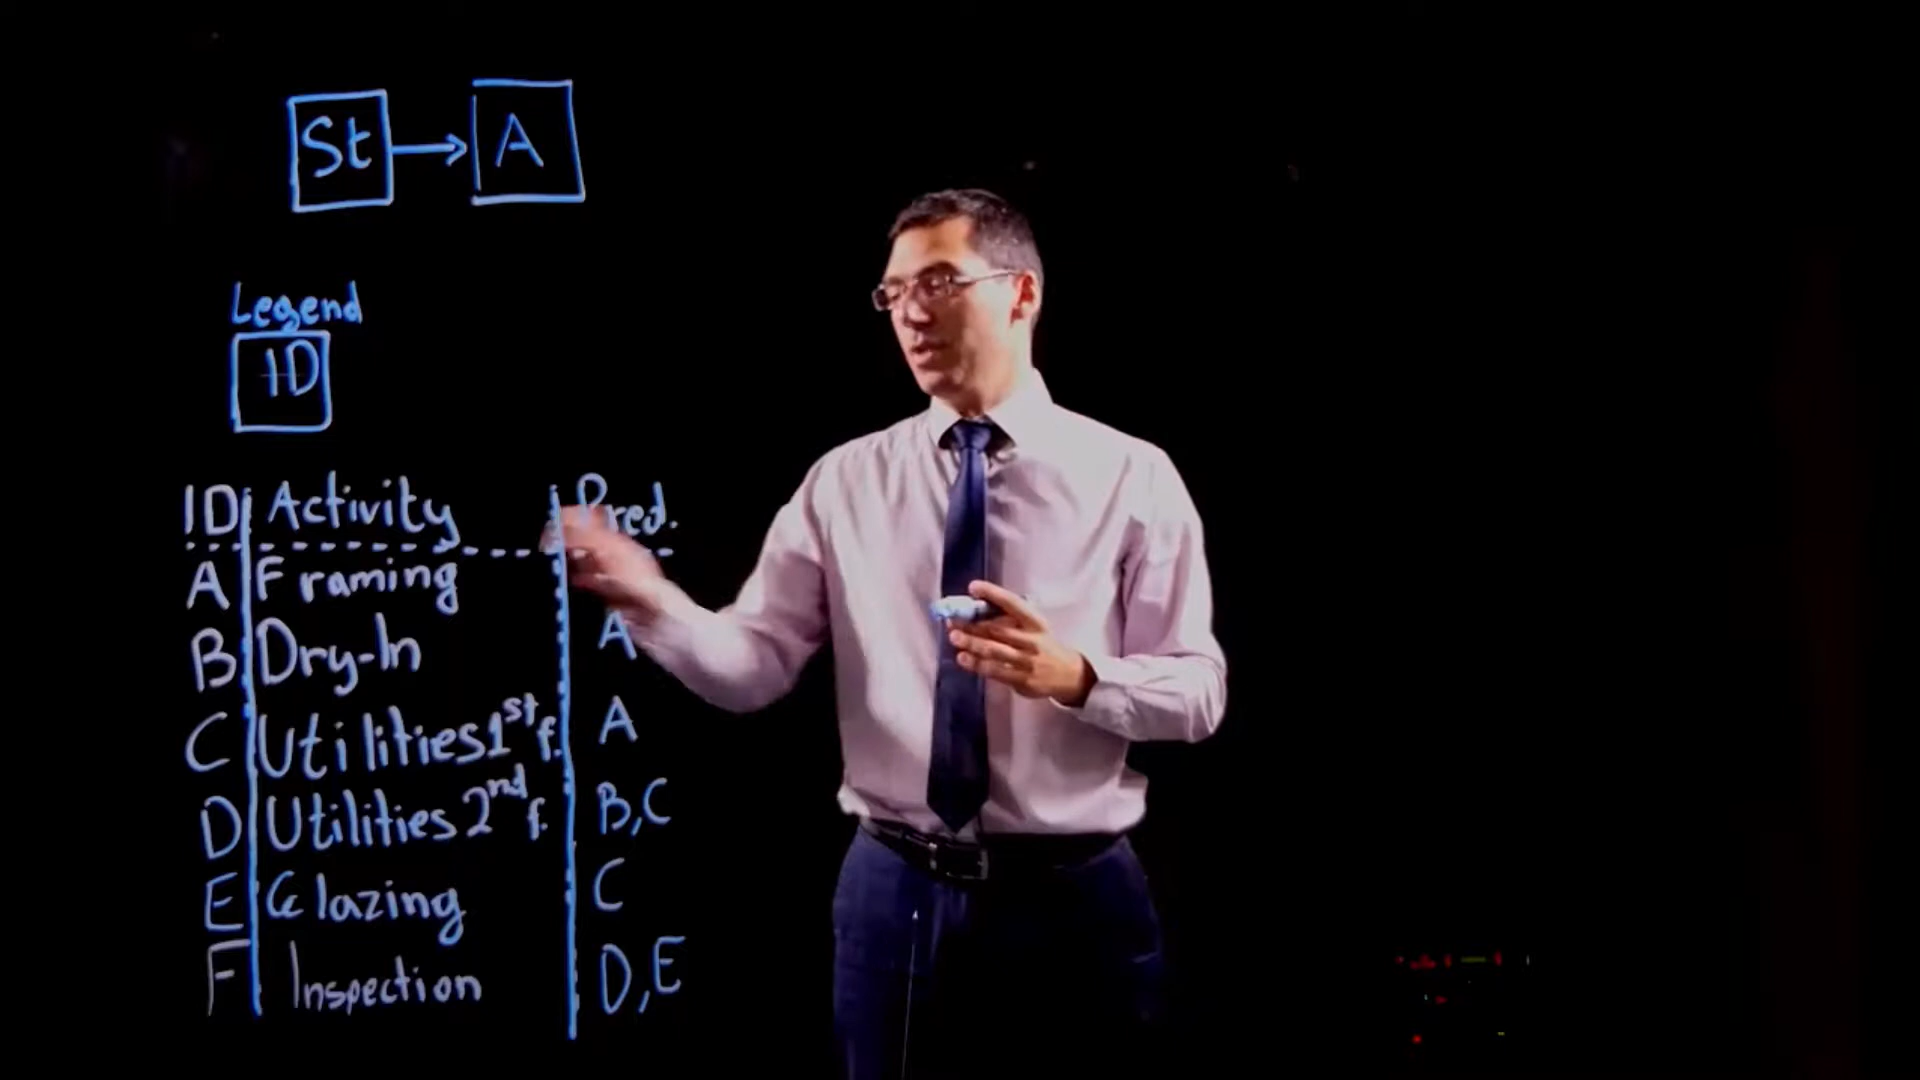 St → A
Legend
ID
ID Activity Pred.
A Framing
B Dry-In A
C Utilities 1st f. A
D Utilities 2nd f. B,C
E Glazing C
F Inspection D,E